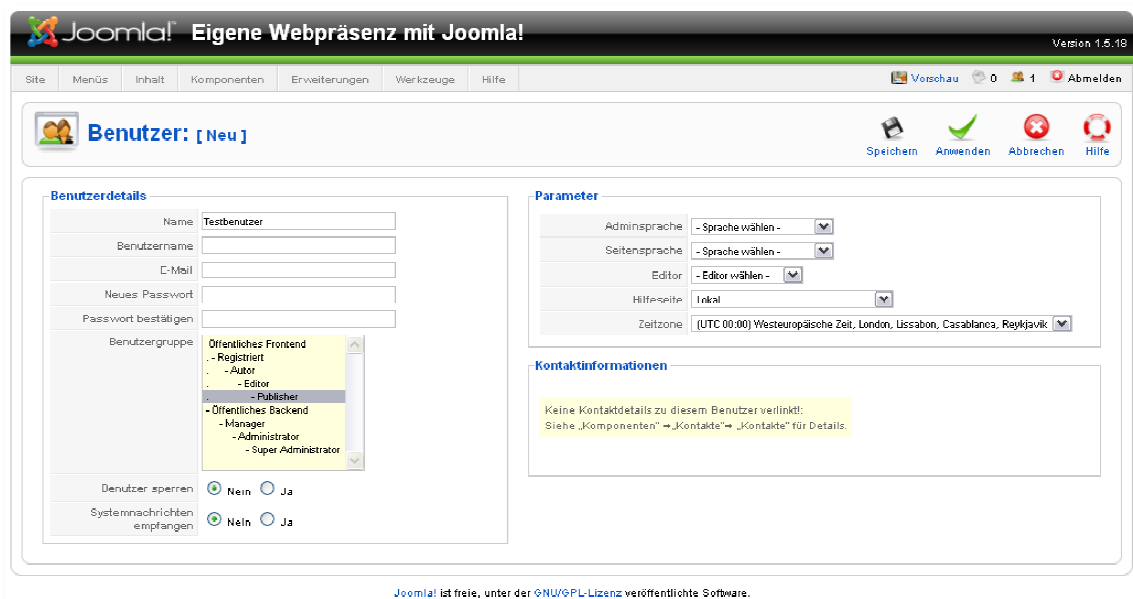 Joomla!™ Eigene Webpräsenz mit Joomla!
Version 1.5.18
Site Menüs Inhalt Komponenten Erweiterungen Werkzeuge Hilfe Vorschau 0 1 Abmelden
Benutzer: [ Neu ]
Speichern Anwenden Abbrechen Hilfe
Benutzerdetails
Name Testbenutzer
Benutzername
E-Mail
Neues Passwort
Passwort bestätigen
Benutzergruppe
Öffentliches Frontend
. - Registriert
. - Autor
. - Editor
. - Publisher
- Öffentliches Backend
- Manager
- Administrator
- Super Administrator
Benutzer sperren Nein Ja
Systemnachrichten
empfangen Nein Ja
Parameter
Adminsprache - Sprache wählen -
Seitensprache - Sprache wählen -
Editor - Editor wählen -
Hilfeseite Lokal
Zeitzone (UTC 00:00) Westeuropäische Zeit, London, Lissabon, Casablanca, Reykjavik
Kontaktinformationen
Keine Kontaktdetails zu diesem Benutzer verlinkt!:
Siehe „Komponenten" →„Kontakte"→ „Kontakte" für Details.
Joomla! ist freie, unter der GNU/GPL-Lizenz veröffentlichte Software.